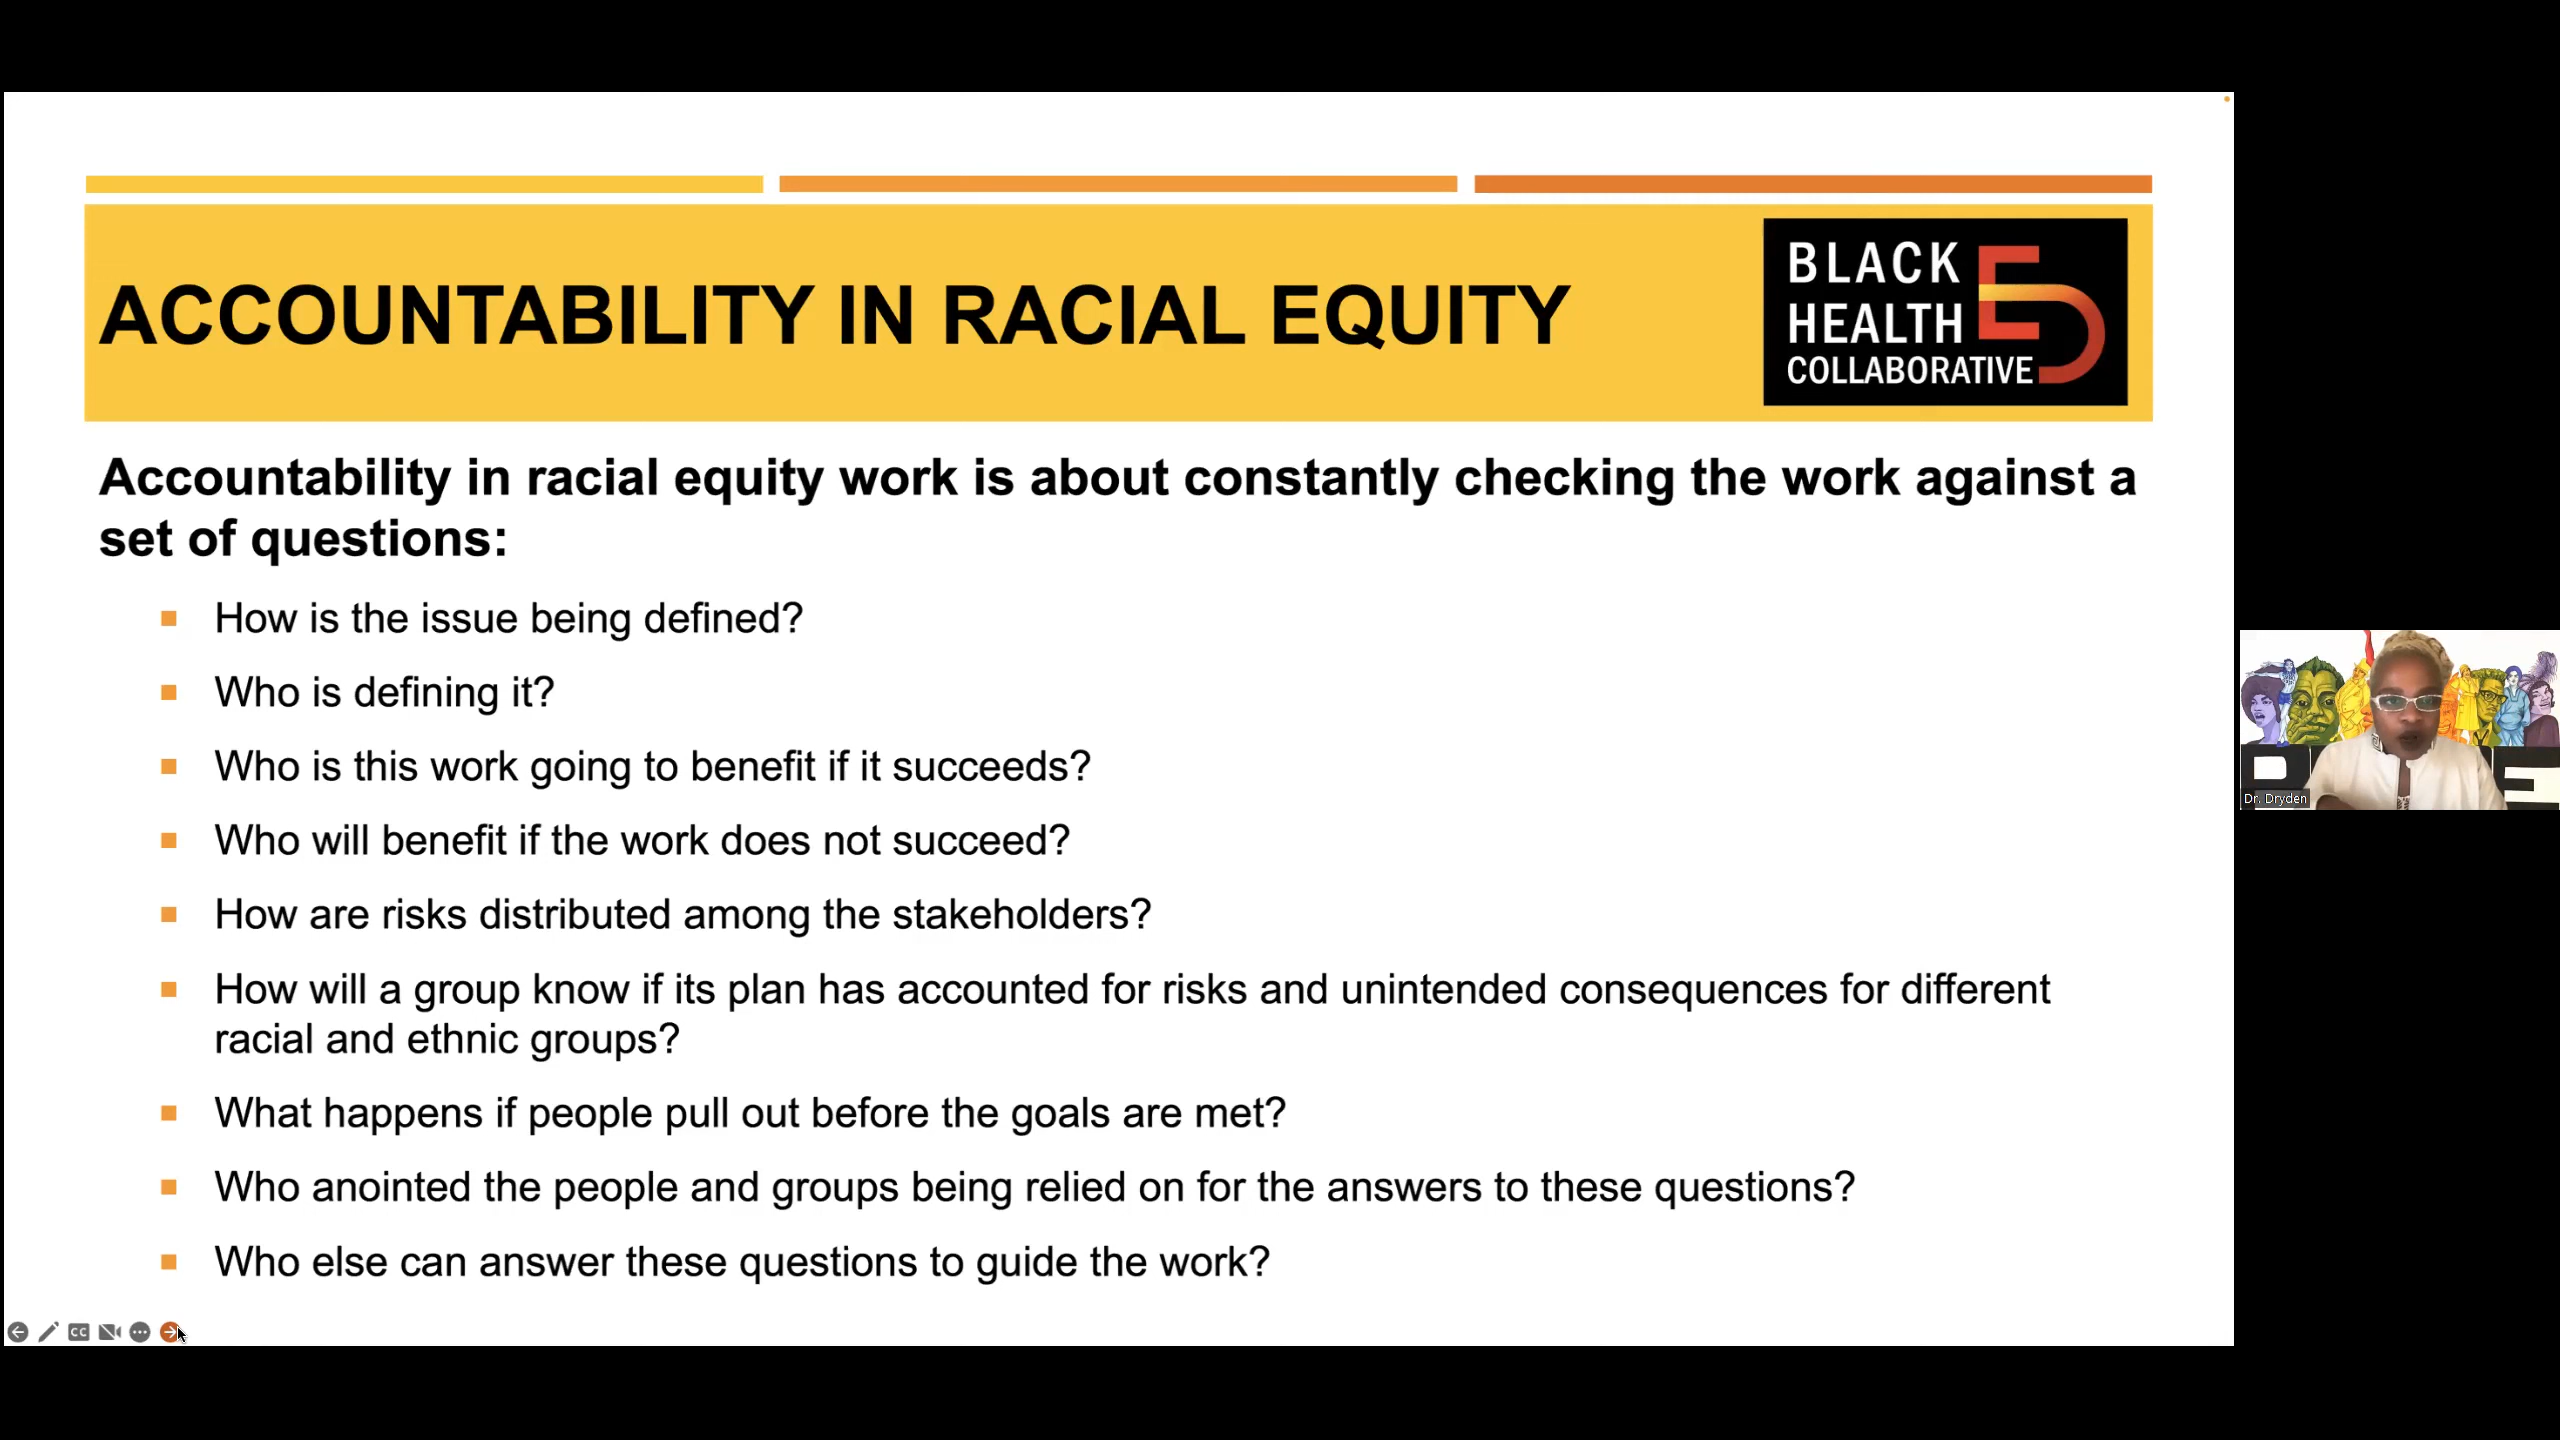 ACCOUNTABILITY IN RACIAL EQUITY
BLACK
HEALTH
COLLABORATIVE
ED
Accountability in racial equity work is about constantly checking the work against a
set of questions:
How is the issue being defined?
Who is defining it?
Who is this work going to benefit if it succeeds?
Who will benefit if the work does not succeed?
How are risks distributed among the stakeholders?
How will a group know if its plan has accounted for risks and unintended consequences for different
racial and ethnic groups?
What happens if people pull out before the goals are met?
Who anointed the people and groups being relied on for the answers to these questions?
Who else can answer these questions to guide the work?
CC
Dr. Dryden